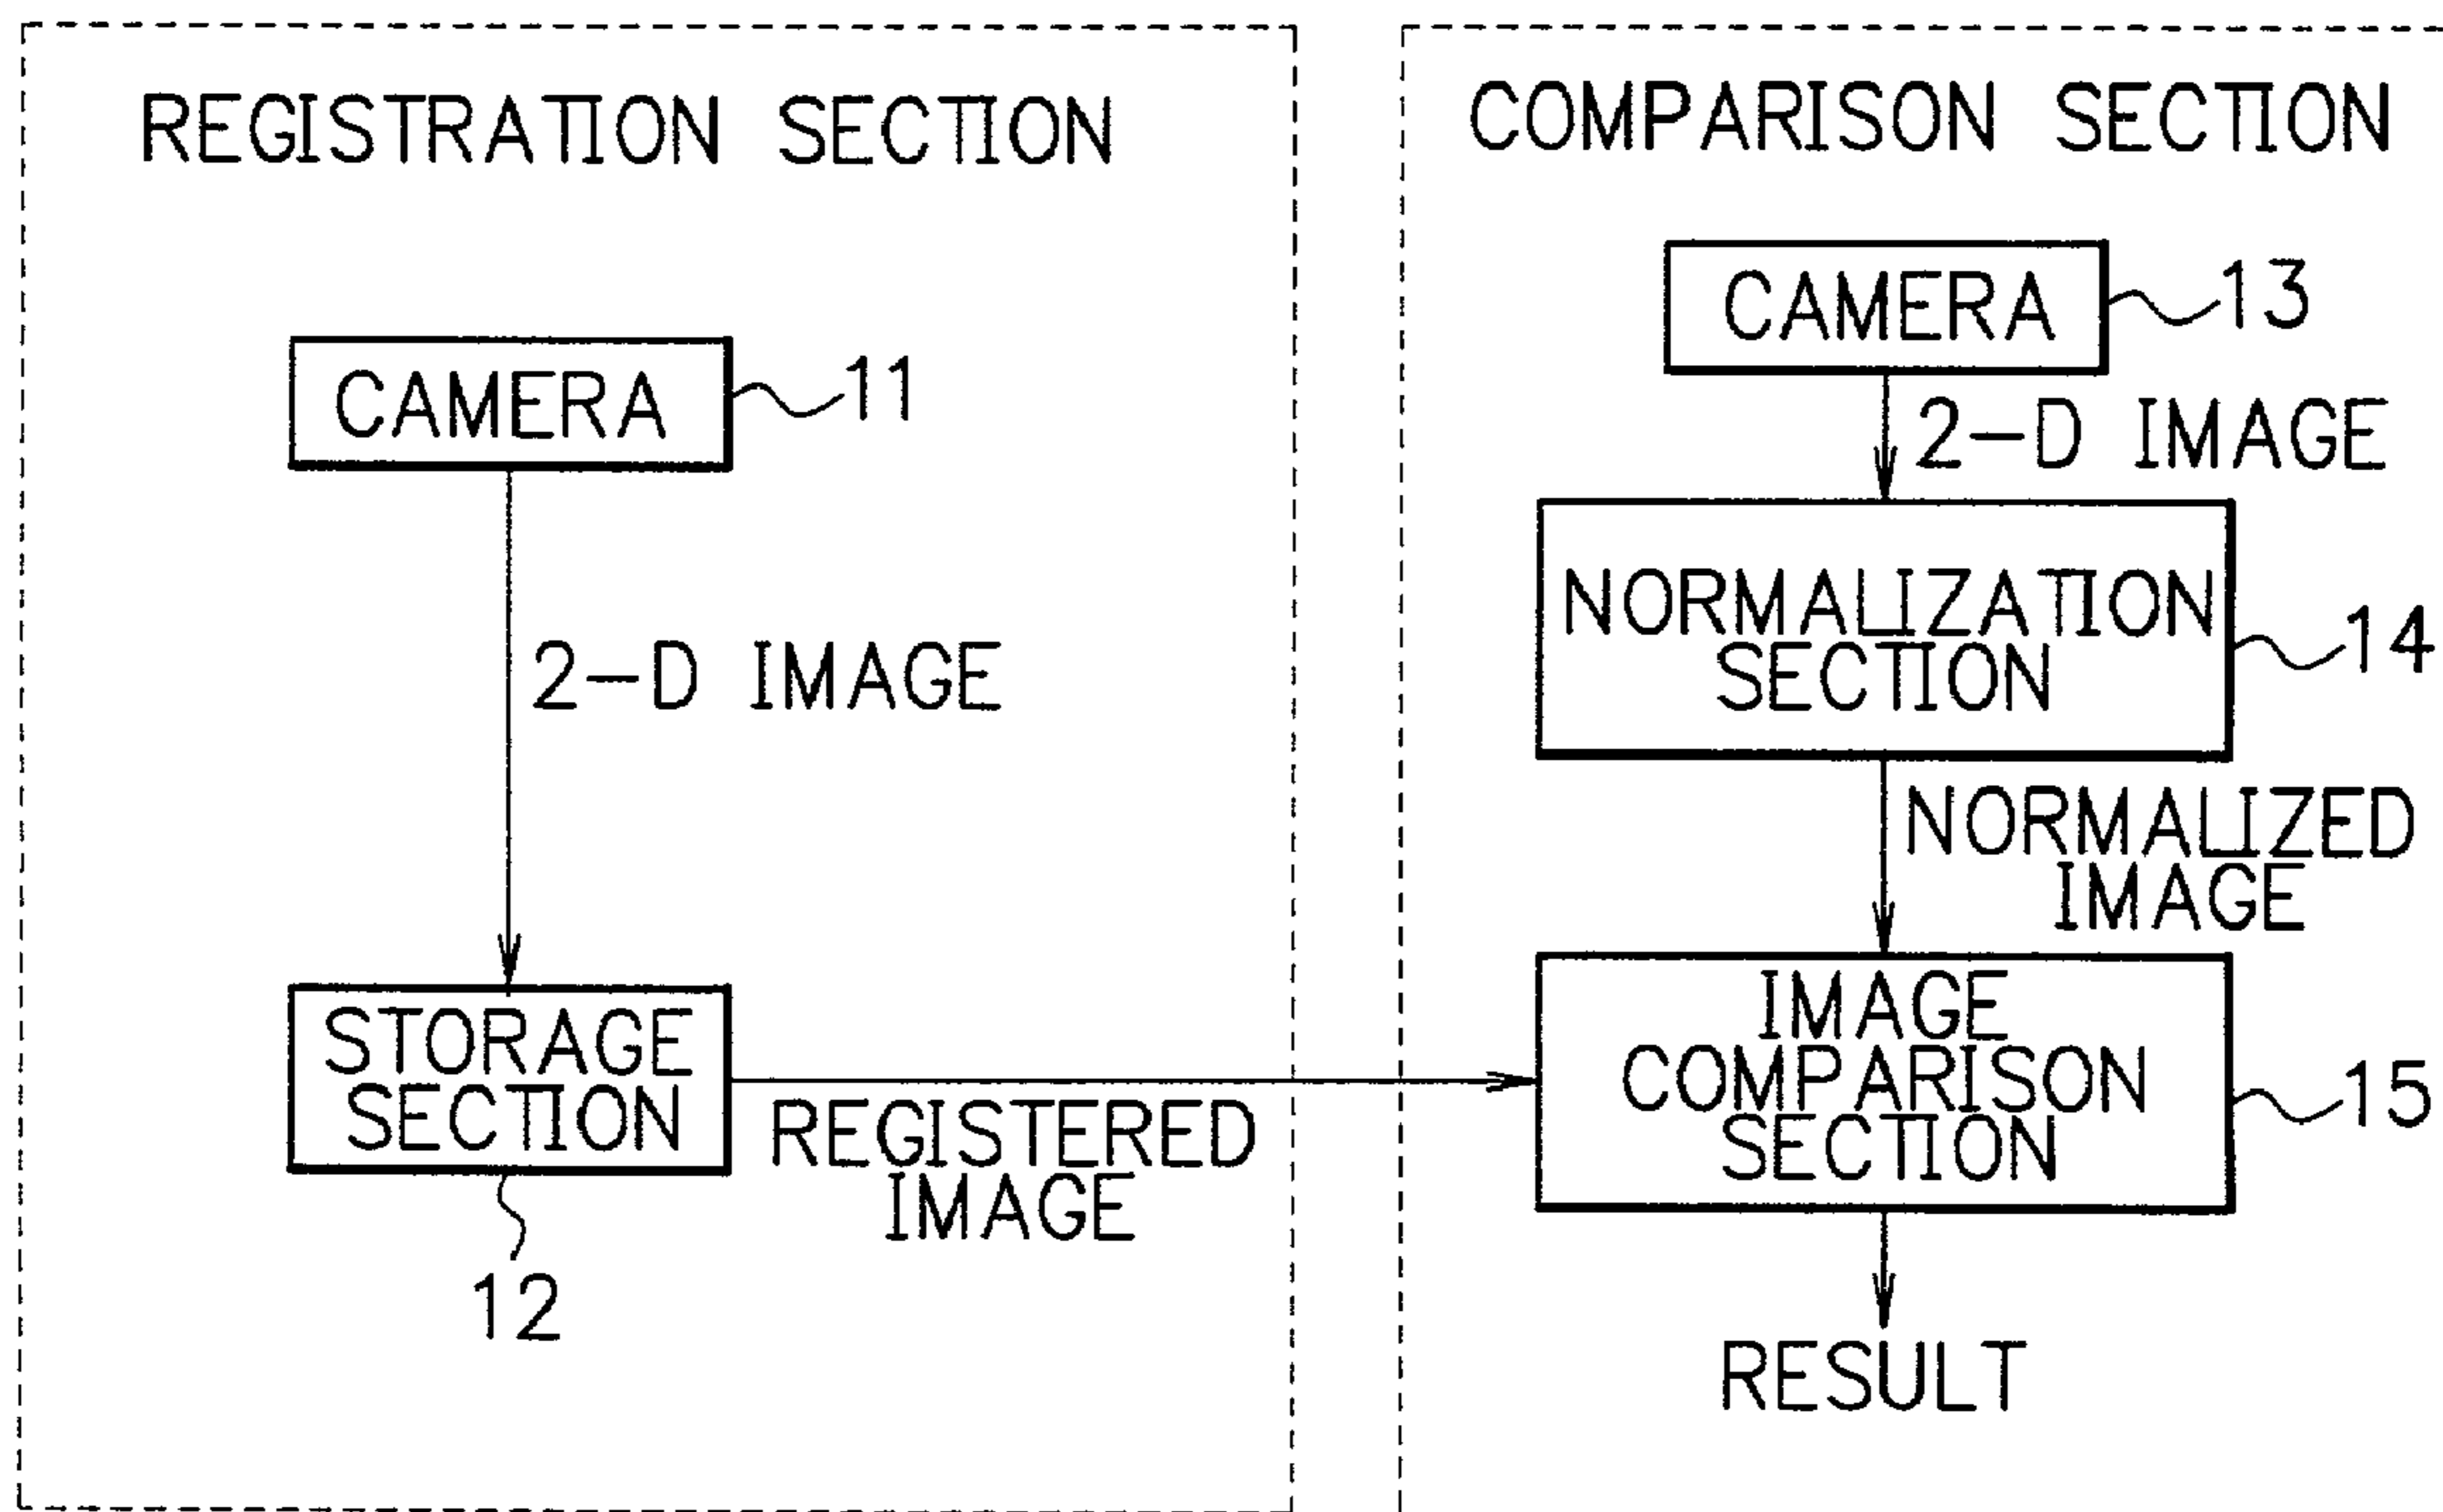 REGISTRATION SECTION
CAMERA
11
2-D IMAGE
STORAGE
SECTION
12
REGISTERED
IMAGE
COMPARISON SECTION
CAMERA
13
2-D IMAGE
NORMALIZATION
SECTION
14
NORMALIZED
IMAGE
IMAGE
COMPARISON
SECTION
15
RESULT